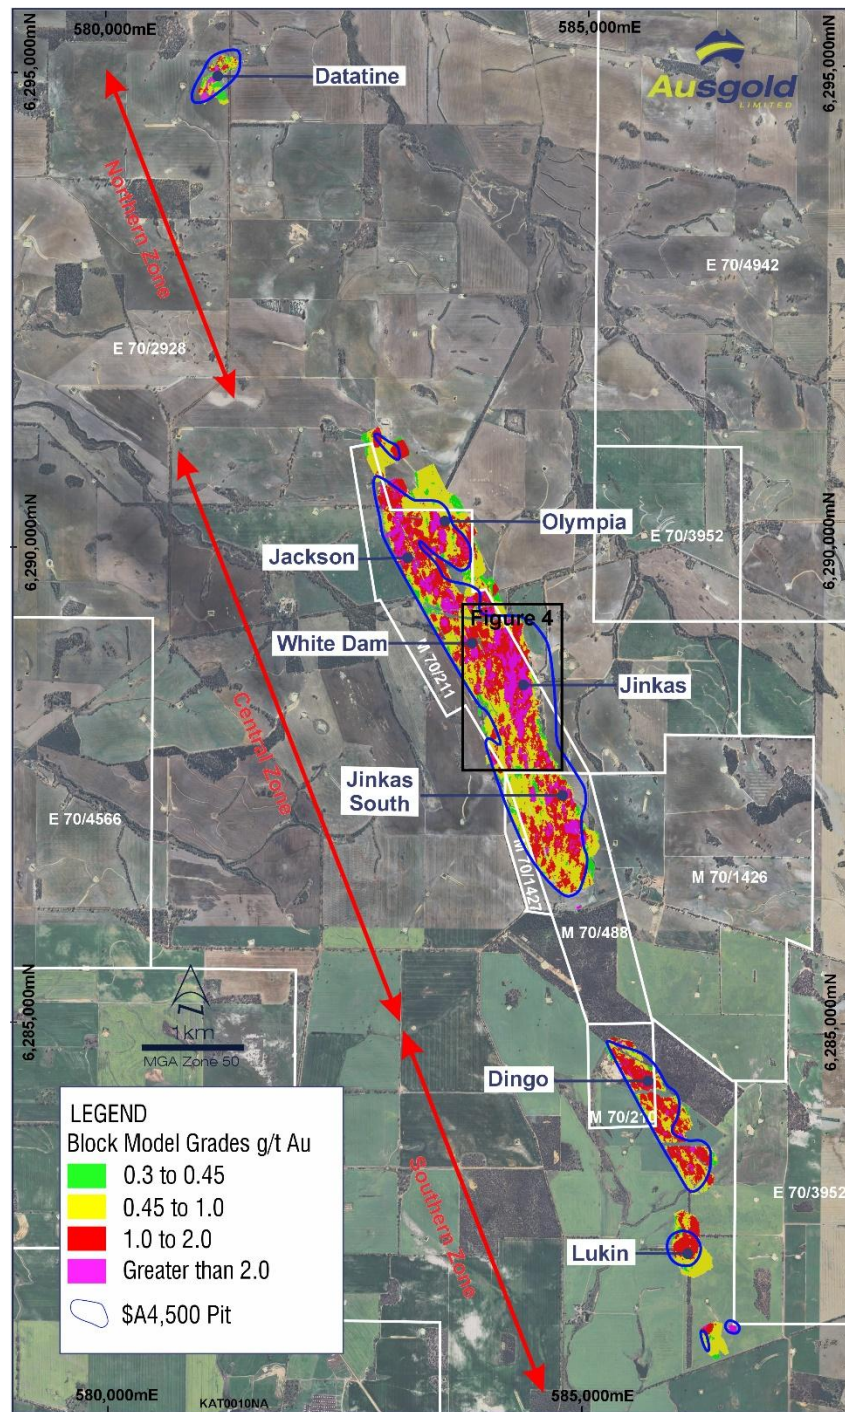 580,000mE
585,000mE
6,295,000mN
6,295,000mN
Datatine
Ausgold
LIMITED
Northern Zone
E 70/4942
E 70/2928
Olympia
6,290,000mN
6,290,000mN
E 70/3952
Jackson
Figure 4
White Dam
M 70/211
Jinkas
Central Zone
Jinkas
South
E 70/4566
M 70/1427
M 70/1426
M 70/488
6,285,000mN
6,285,000mN
N
1km
MGA Zone 50
Dingo
M 70/210
LEGEND
Block Model Grades g/t Au
0.3 to 0.45
0.45 to 1.0
1.0 to 2.0
Greater than 2.0
$A4,500 Pit
Southern Zone
E 70/3952
Lukin
580,000mE
KAT0010NA
585,000mE